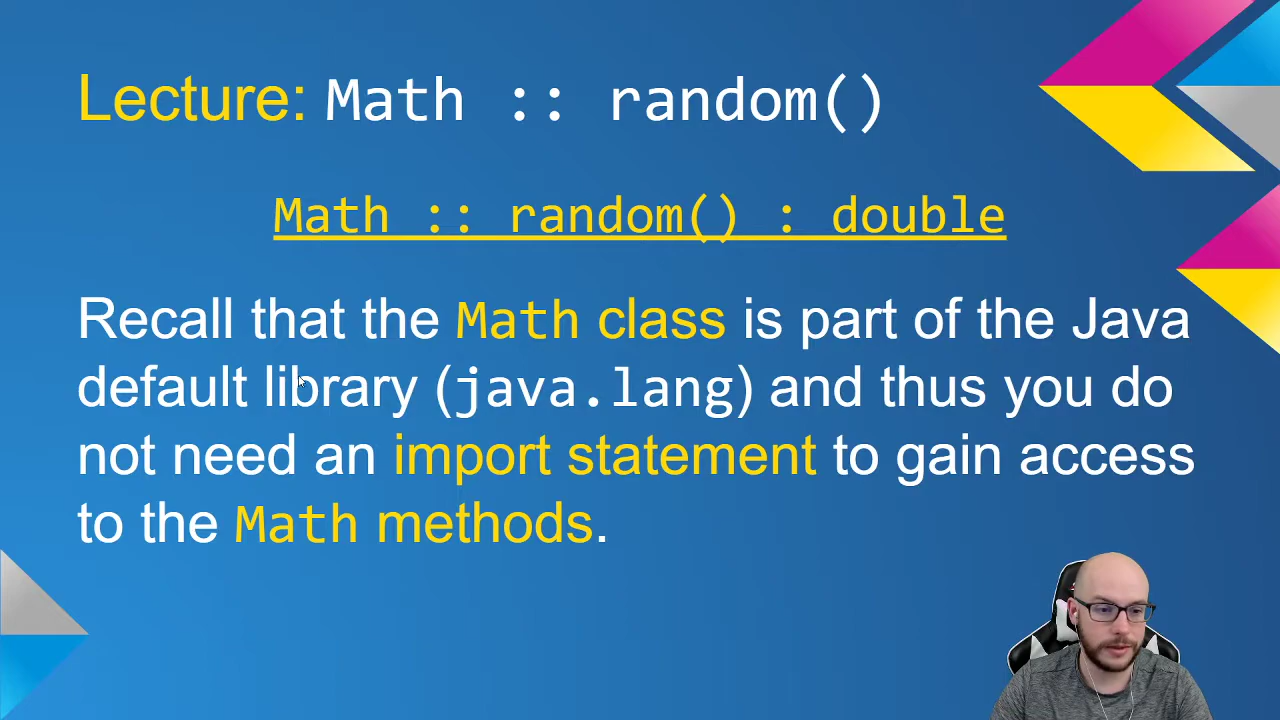 Lecture: Math :: random()
Math :: random() : double
Recall that the Math class is part of the Java
default library (java.lang) and thus you do
not need an import statement to gain access
to the Math methods.